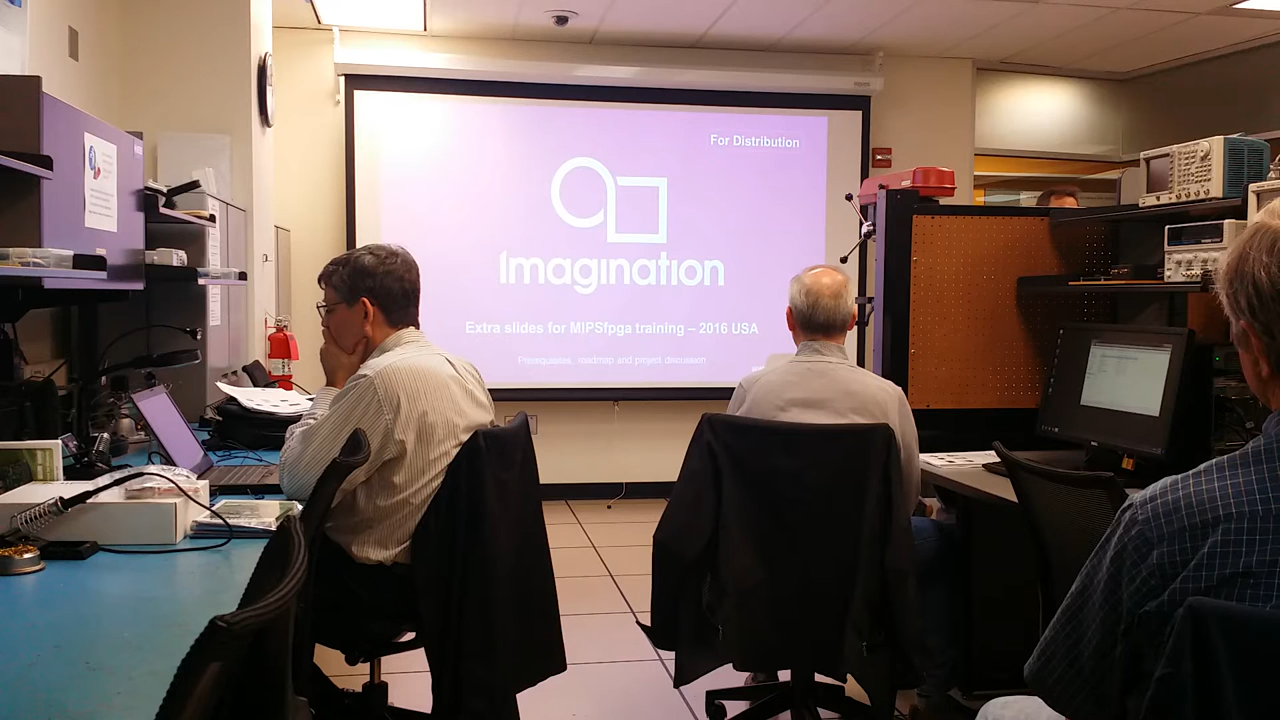 For Distribution
Imagination
Extra slides for MIPSfpga training – 2016 USA
Prerequisites, roadmap and project discussion